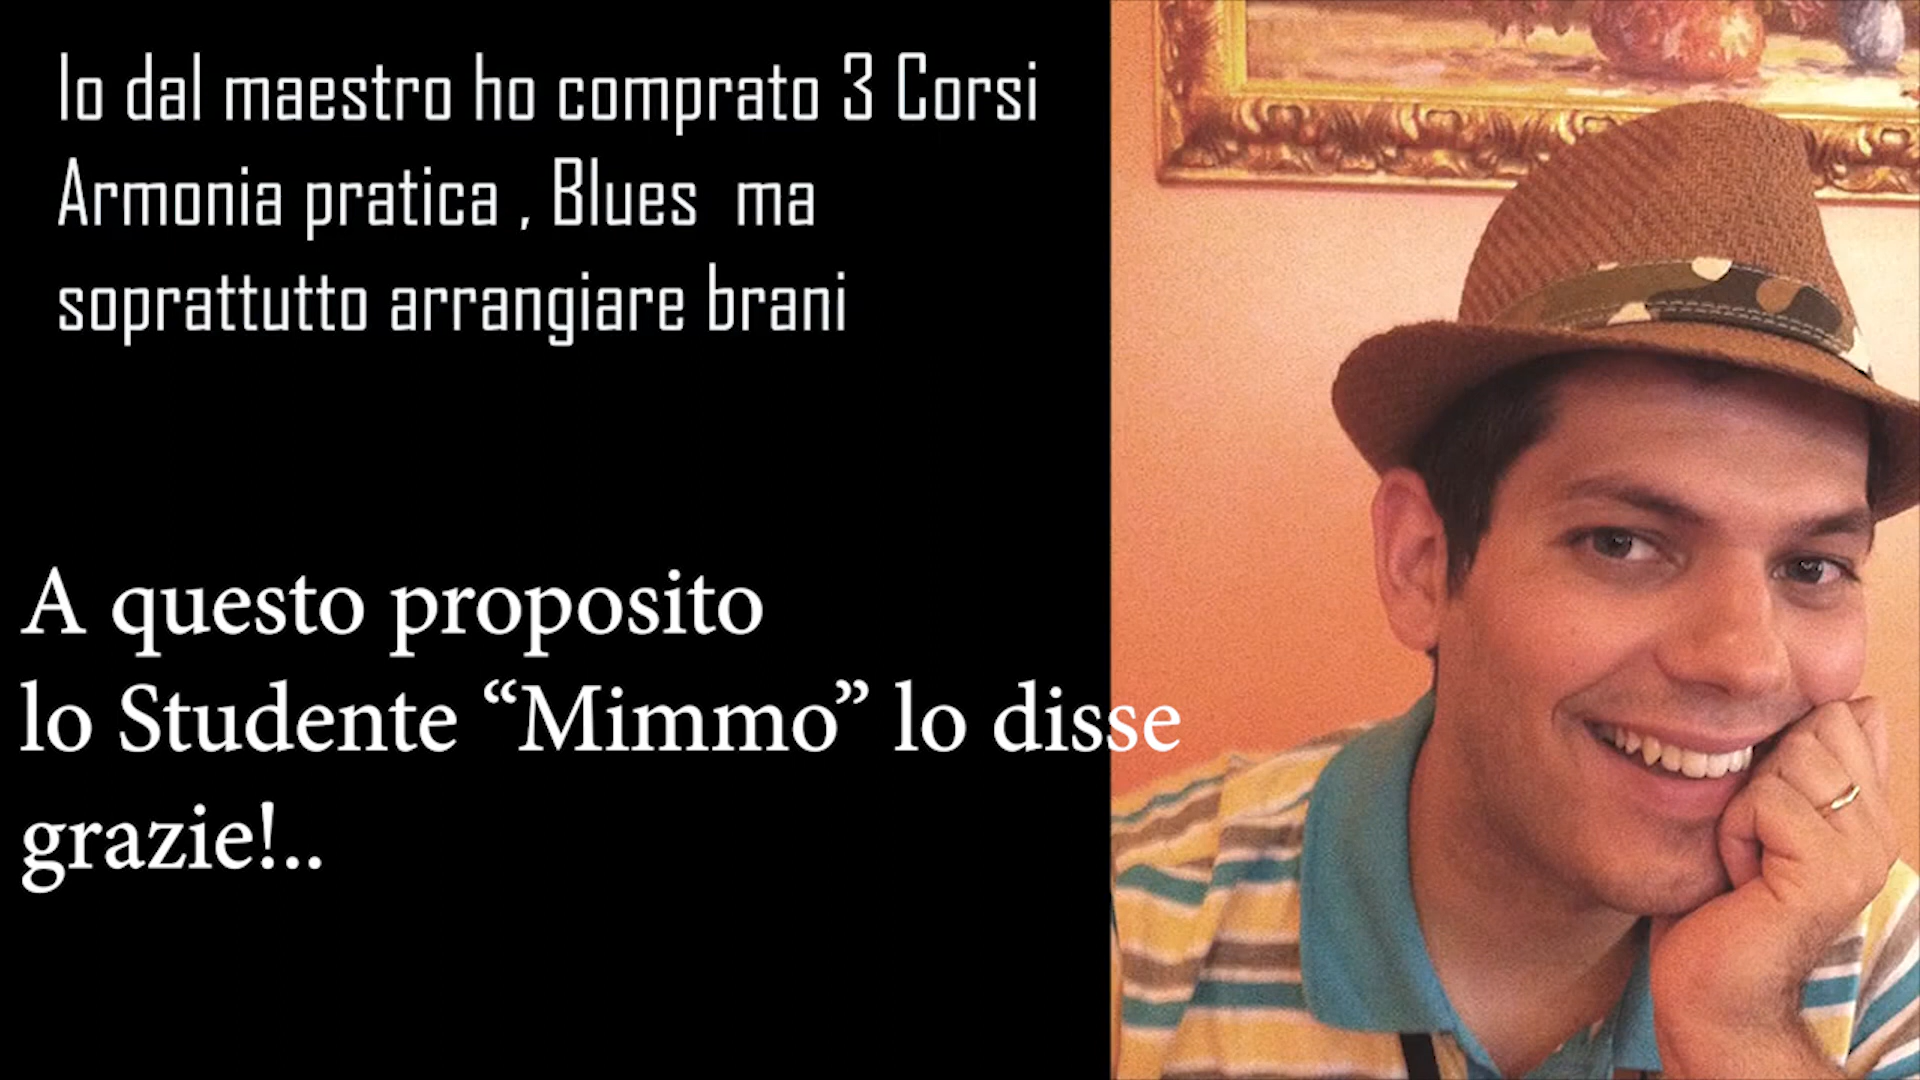 Io dal maestro ho comprato 3 Corsi
Armonia pratica , Blues ma
soprattutto arrangiare brani
A questo proposito
lo Studente “Mimmo” lo disse
grazie!..